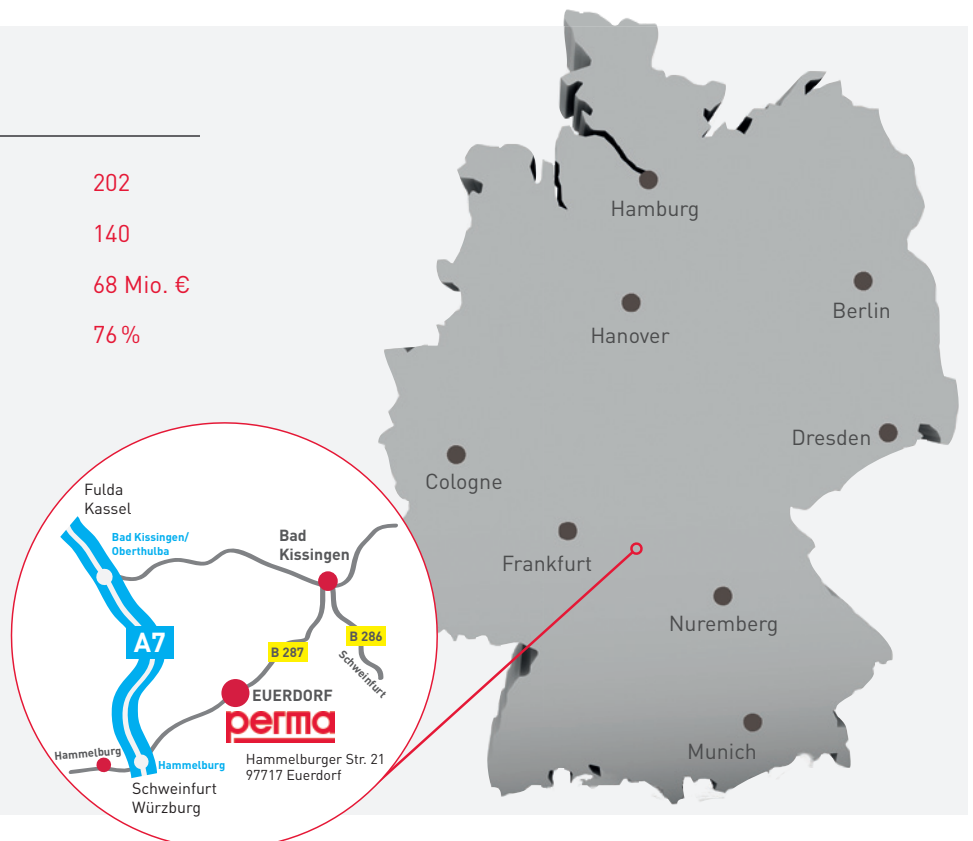 202
140
68 Mio. €
76 %
Hamburg
Berlin
Hanover
Dresden
Cologne
Frankfurt
Nuremberg
Munich
Fulda
Kassel
Bad Kissingen/
Oberthulba
Bad
Kissingen
A7
B 286
B 287
Schweinfurt
EUERDORF
perma
Hammelburger Str. 21
97717 Euerdorf
Hammelburg
Hammelburg
Schweinfurt
Würzburg